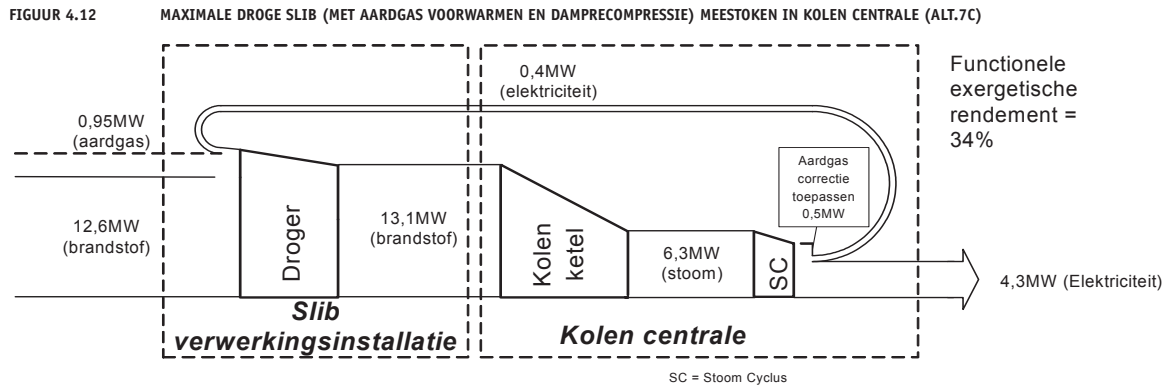 FIGUUR 4.12 MAXIMALE DROGE SLIB (MET AARDGAS VOORWARMEN EN DAMPRECOMPRESSIE) MEESTOKEN IN KOLEN CENTRALE (ALT.7C)
0,4MW
(elektriciteit)
Functionele
exergetische
rendement =
34%
0,95MW
(aardgas)
Aardgas
correctie
toepassen
0,5MW
12,6MW
(brandstof)
Droger
13,1MW
(brandstof)
Kolen
ketel
6,3MW
(stoom)
SC
4,3MW (Elektriciteit)
Slib
verwerkingsinstallatie
Kolen centrale
SC = Stoom Cyclus